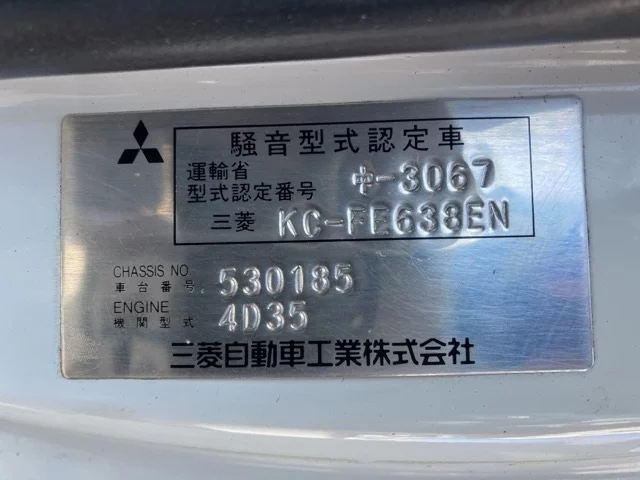 騒音型式認定車
運輸省
型式認定番号 キ-3067
三菱 KC-FE638EN
CHASSIS NO.
車台番号 530185
ENGINE
機関型式 4D35
三菱自動車工業株式会社